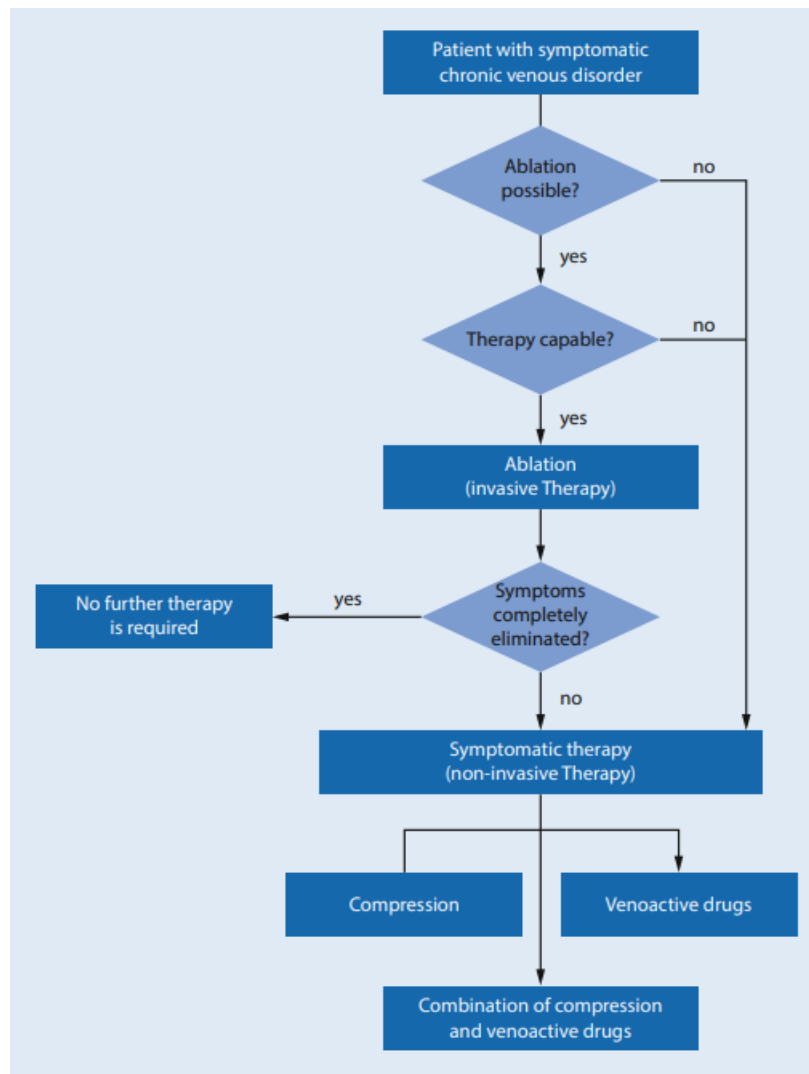 Patient with symptomatic
chronic venous disorder
Ablation
possible?
no
yes
Therapy capable?
no
yes
Ablation
(invasive Therapy)
Symptoms
completely
eliminated?
yes
No further therapy
is required
no
Symptomatic therapy
(non-invasive Therapy)
Compression
Venoactive drugs
Combination of compression
and venoactive drugs